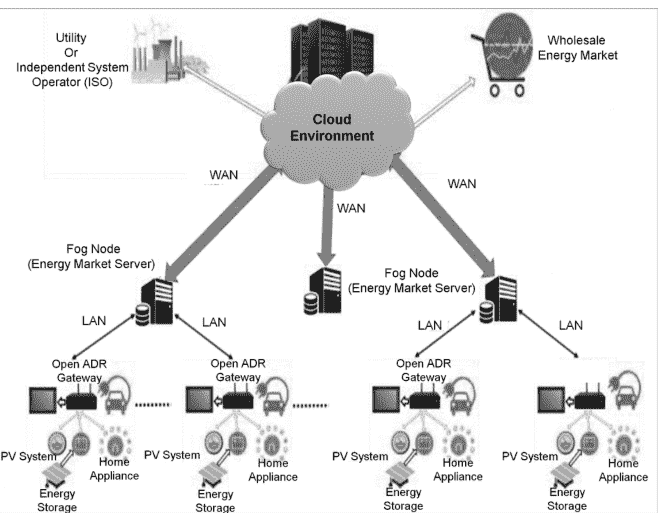 Utility
Or
Independent System
Operator (ISO)
Wholesale
Energy Market
Cloud
Environment
WAN
WAN
WAN
Fog Node
(Energy Market Server)
Fog Node
(Energy Market Server)
LAN
LAN
LAN
LAN
Open ADR
Gateway
Open ADR
Gateway
Open ADR
Gateway
PV System
Home
Appliance
Energy
Storage
PV System
Home
Appliance
Energy
Storage
PV System
Home
Appliance
Energy
Storage
PV System
Home
Appliance
Energy
Storage